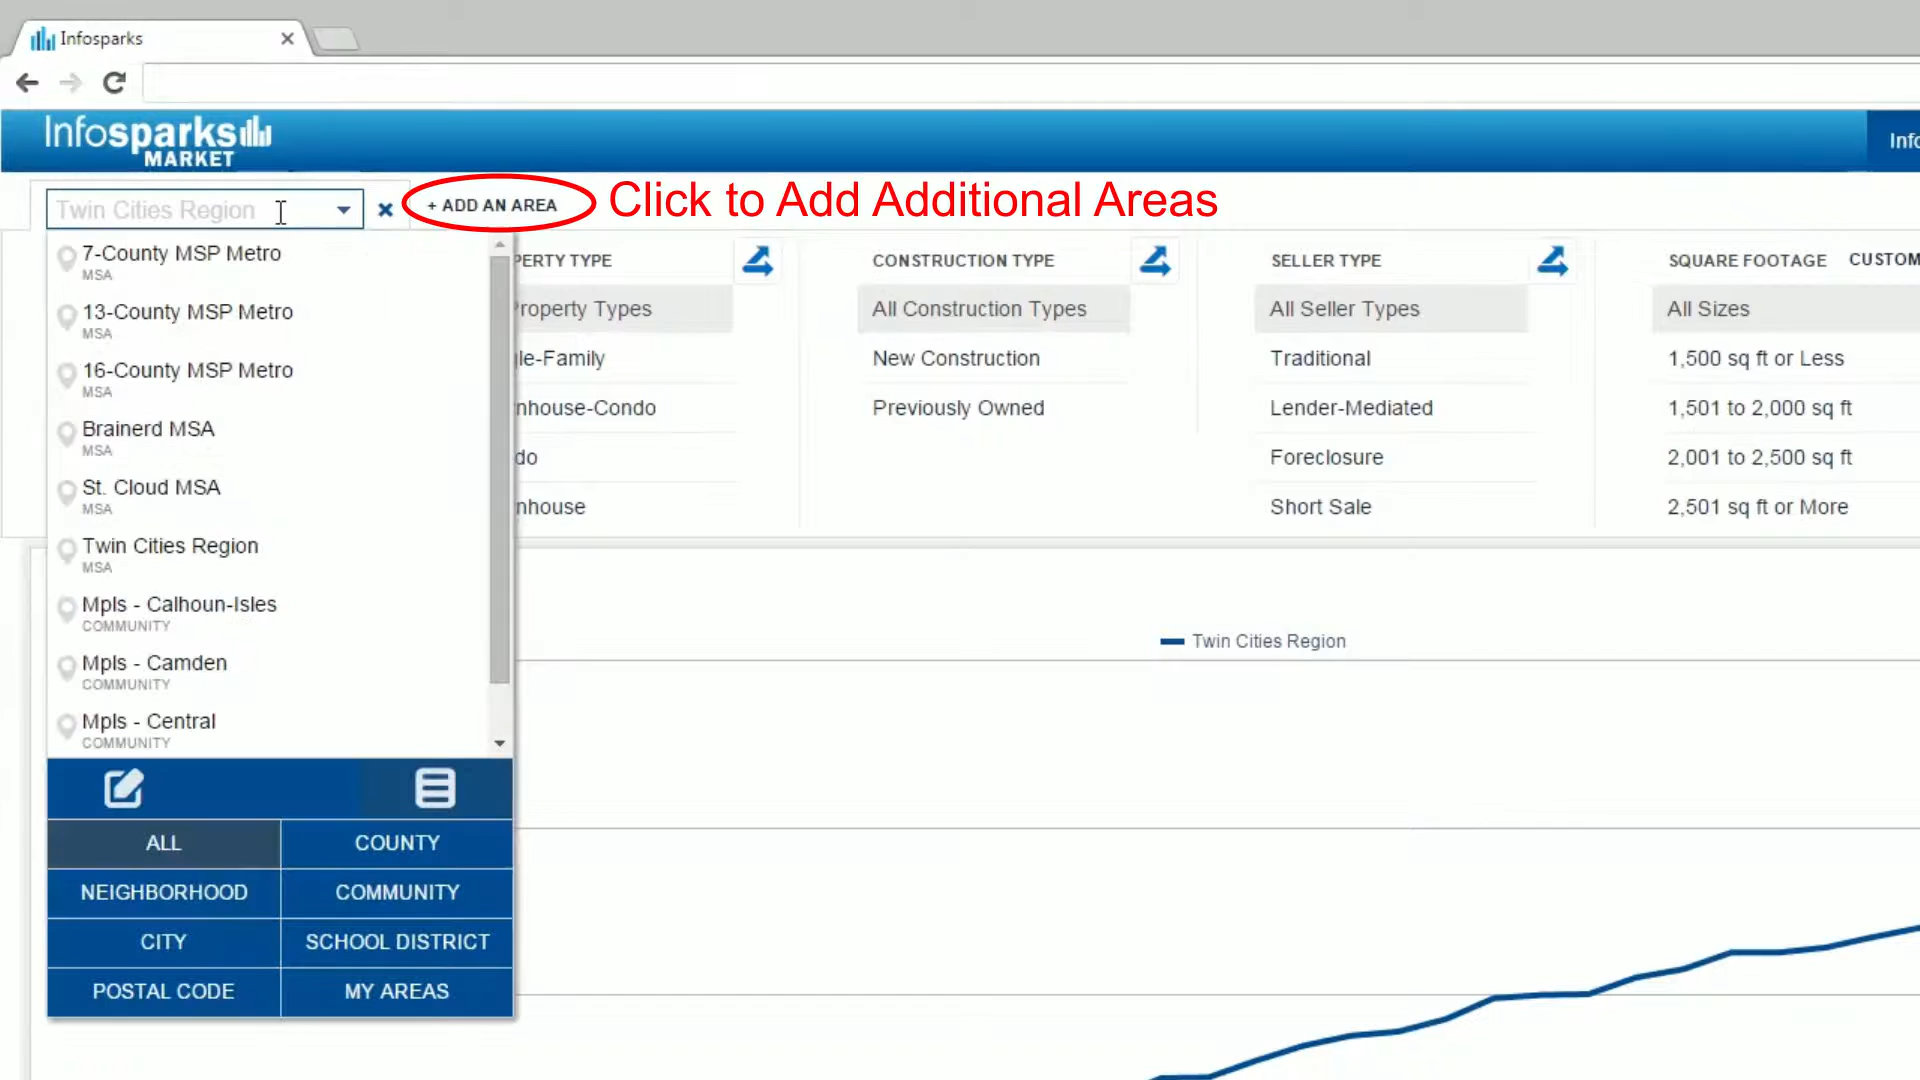 Infosparks
Infosparks
MARKET
Info
Twin Cities Region
+ ADD AN AREA
Click to Add Additional Areas
7-County MSP Metro
MSA
13-County MSP Metro
MSA
16-County MSP Metro
MSA
Brainerd MSA
MSA
St. Cloud MSA
MSA
Twin Cities Region
MSA
Mpls - Calhoun-Isles
COMMUNITY
Mpls - Camden
COMMUNITY
Mpls - Central
COMMUNITY
ALL
COUNTY
NEIGHBORHOOD
COMMUNITY
CITY
SCHOOL DISTRICT
POSTAL CODE
MY AREAS
PERTY TYPE
Property Types
le-Family
nhouse-Condo
do
nhouse
CONSTRUCTION TYPE
All Construction Types
New Construction
Previously Owned
SELLER TYPE
All Seller Types
Traditional
Lender-Mediated
Foreclosure
Short Sale
SQUARE FOOTAGE
CUSTOM
All Sizes
1,500 sq ft or Less
1,501 to 2,000 sq ft
2,001 to 2,500 sq ft
2,501 sq ft or More
Twin Cities Region